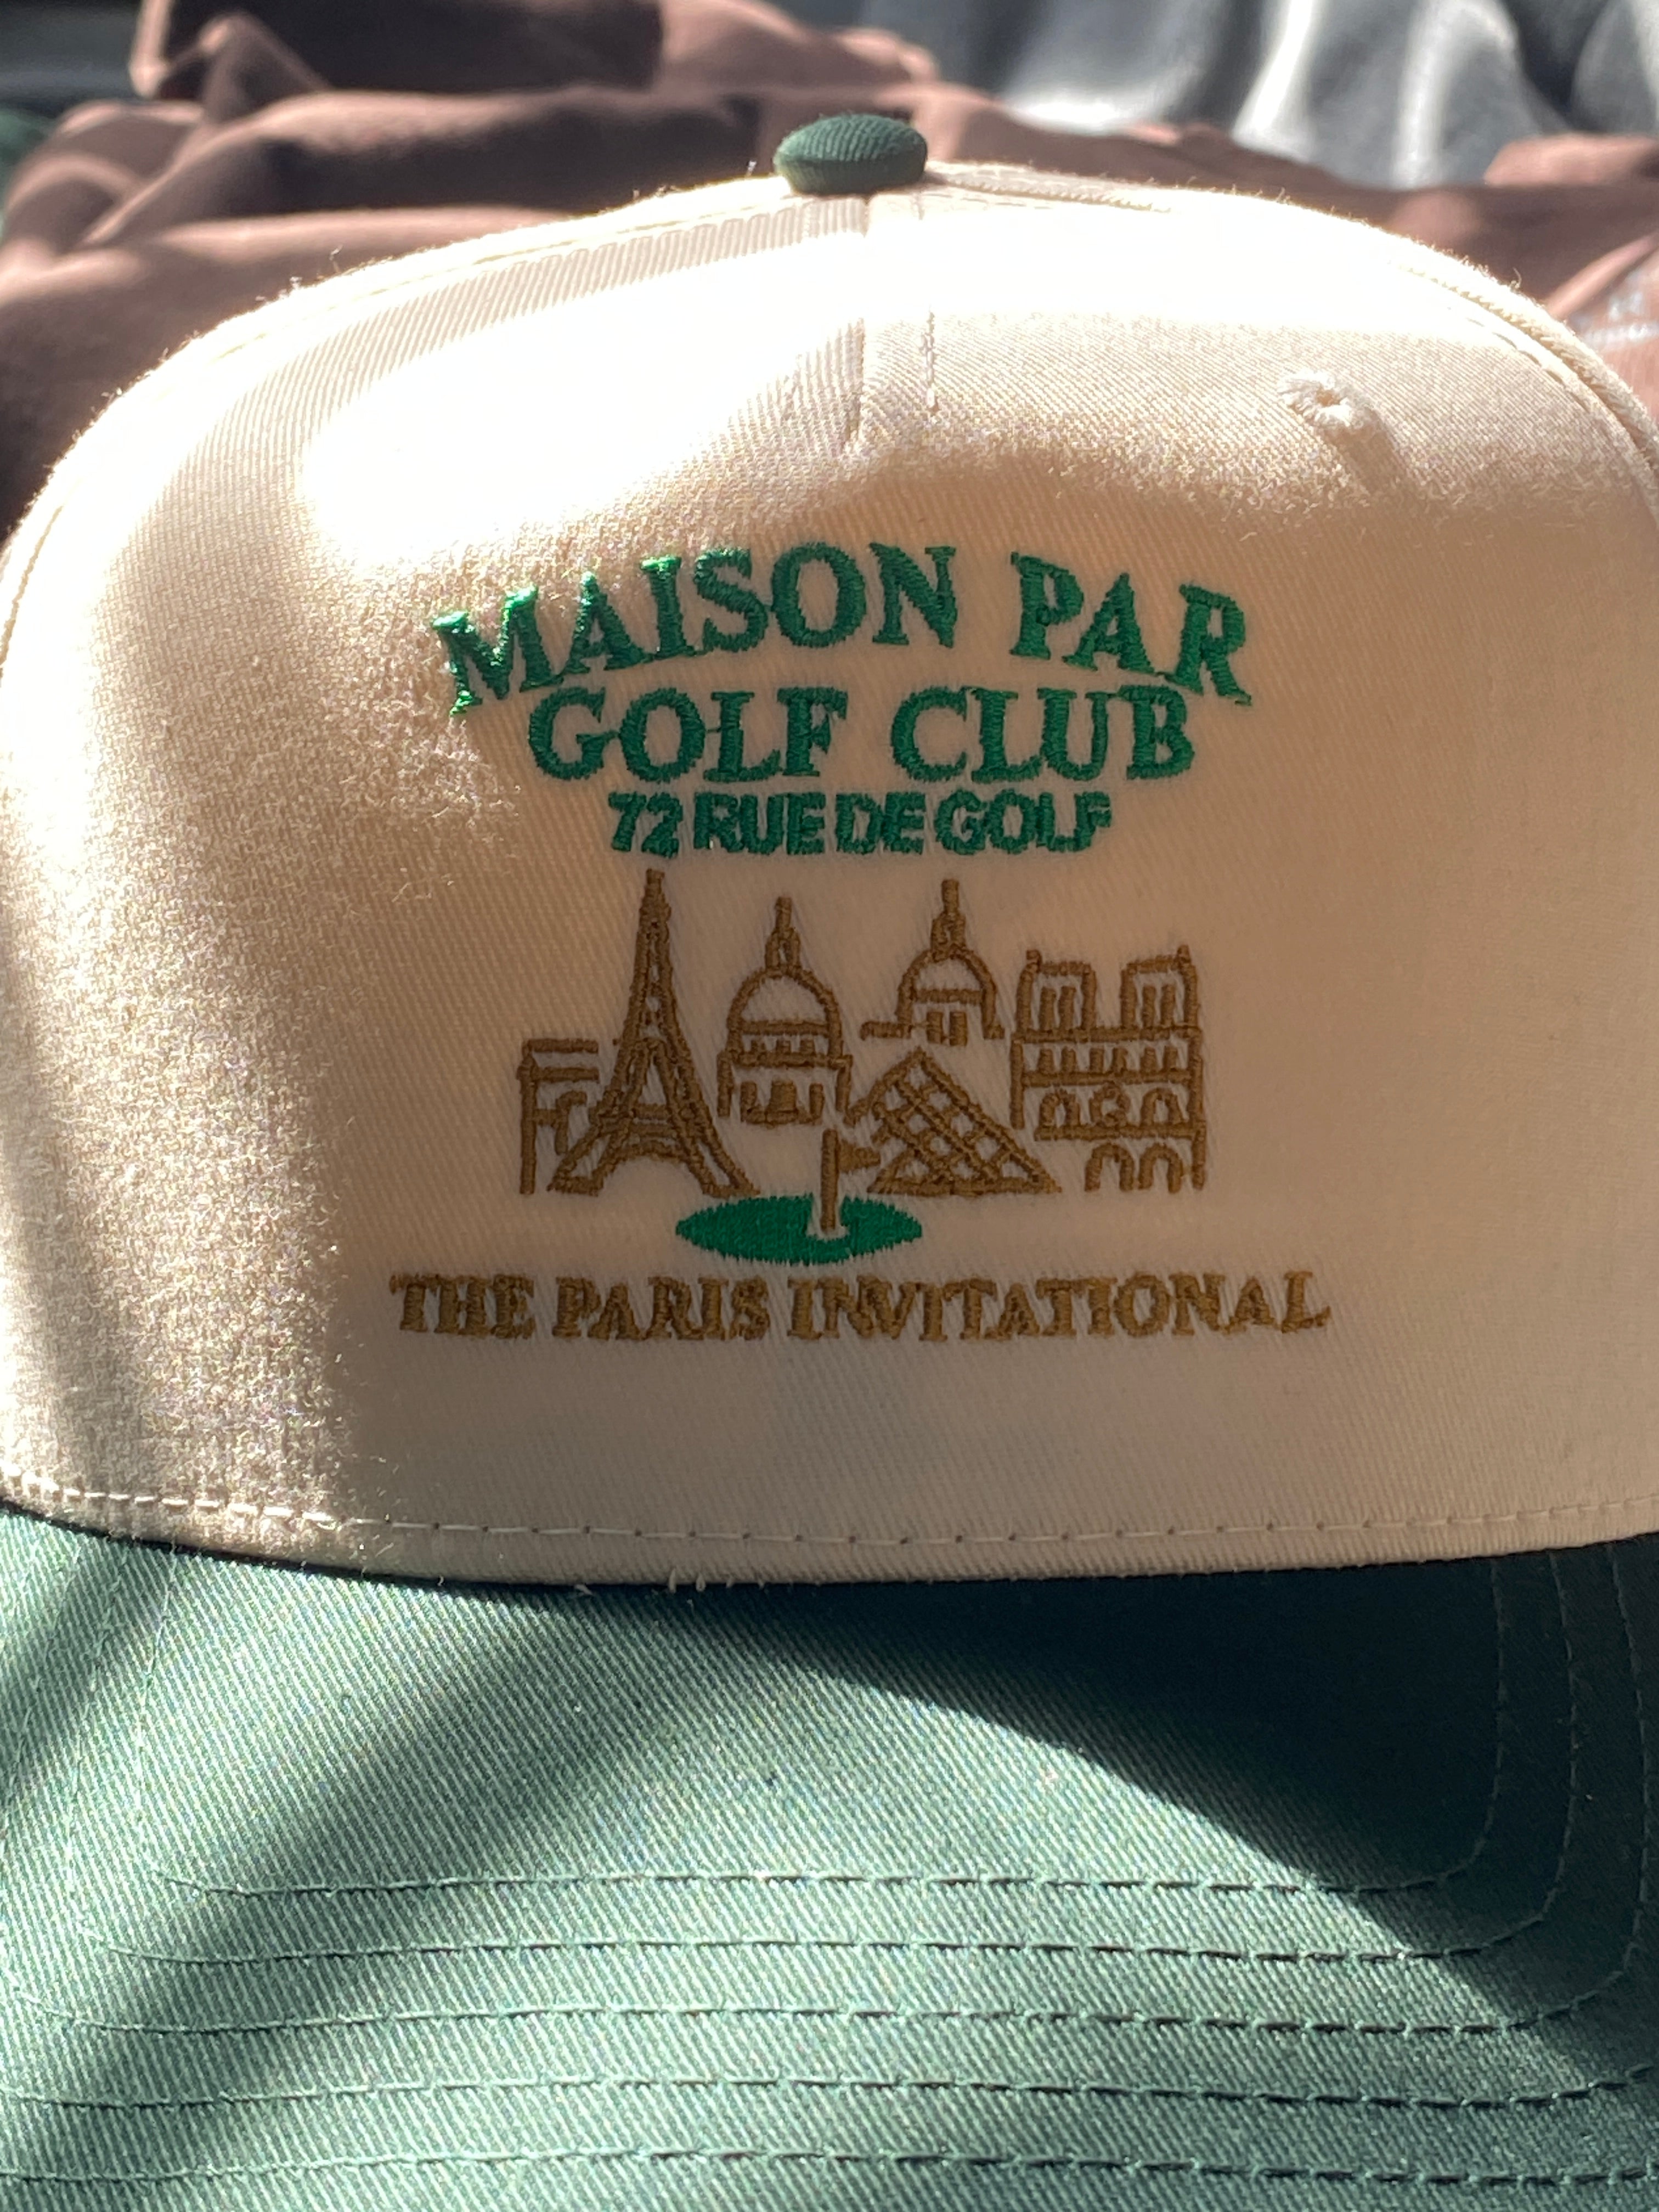 MAISON PAR
GOLF CLUB
72 RUE DE GOLF
THE PARIS INVITATIONAL